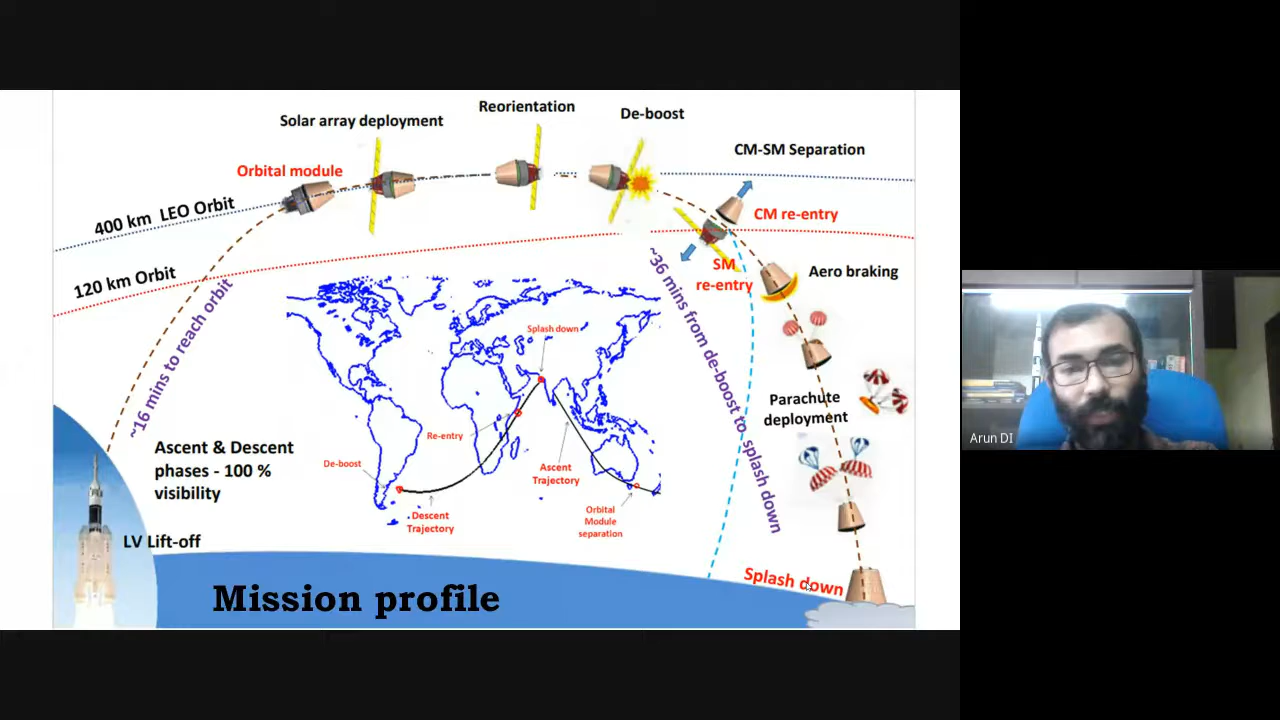 Reorientation
Solar array deployment
De-boost
CM-SM Separation
Orbital module
400 km LEO Orbit
CM re-entry
120 km Orbit
SM
re-entry
Aero braking
~16 mins to reach orbit
~36 mins from de-boost to splash down
Splash down
Parachute
deployment
Re-entry
Ascent & Descent
phases - 100 %
visibility
De-boost
Ascent
Trajectory
Descent
Trajectory
Orbital
Module
separation
LV Lift-off
Splash down
Mission profile
Arun DI